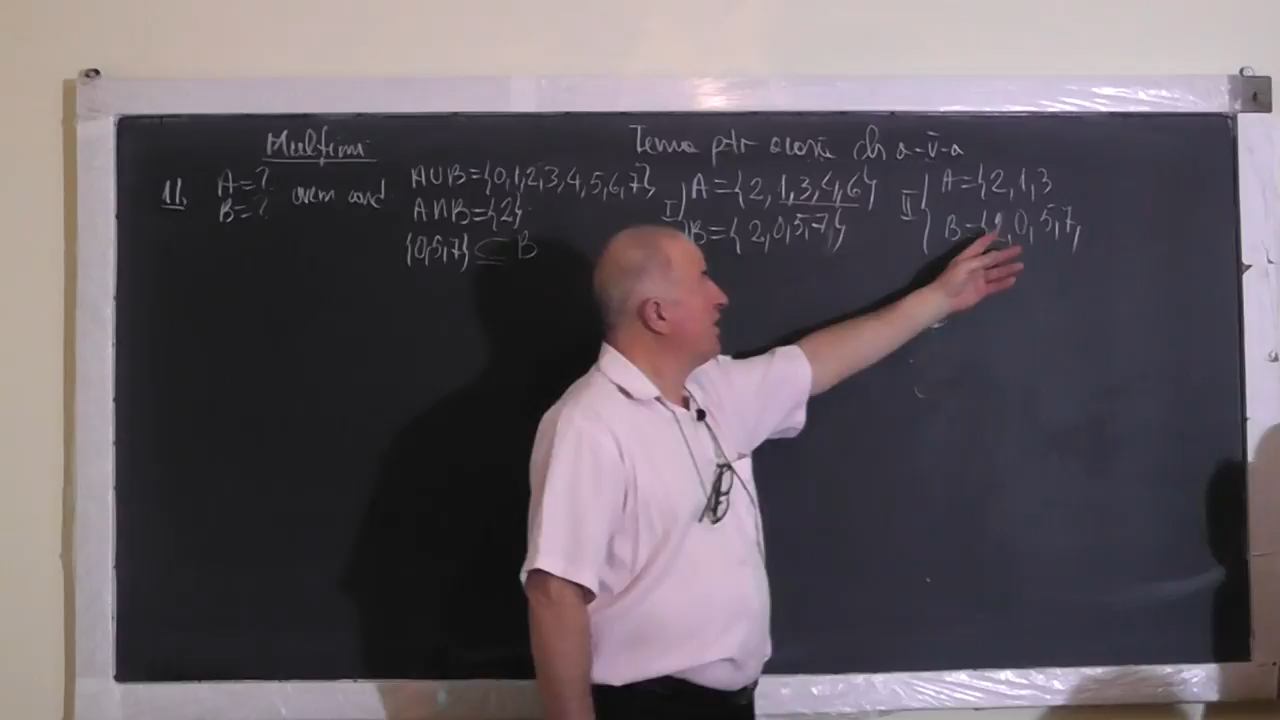 Mulțimi
Tema ptr acasă cls a-V-a
11. A=? B=? avem cond
A∪B={0,1,2,3,4,5,6,7}
A∩B={2}
{0,5,7}⊆B
I) A={2,1,3,4,6}
B={2,0,5,7,}
II) A={2,1,3
B={2,0,5,7,